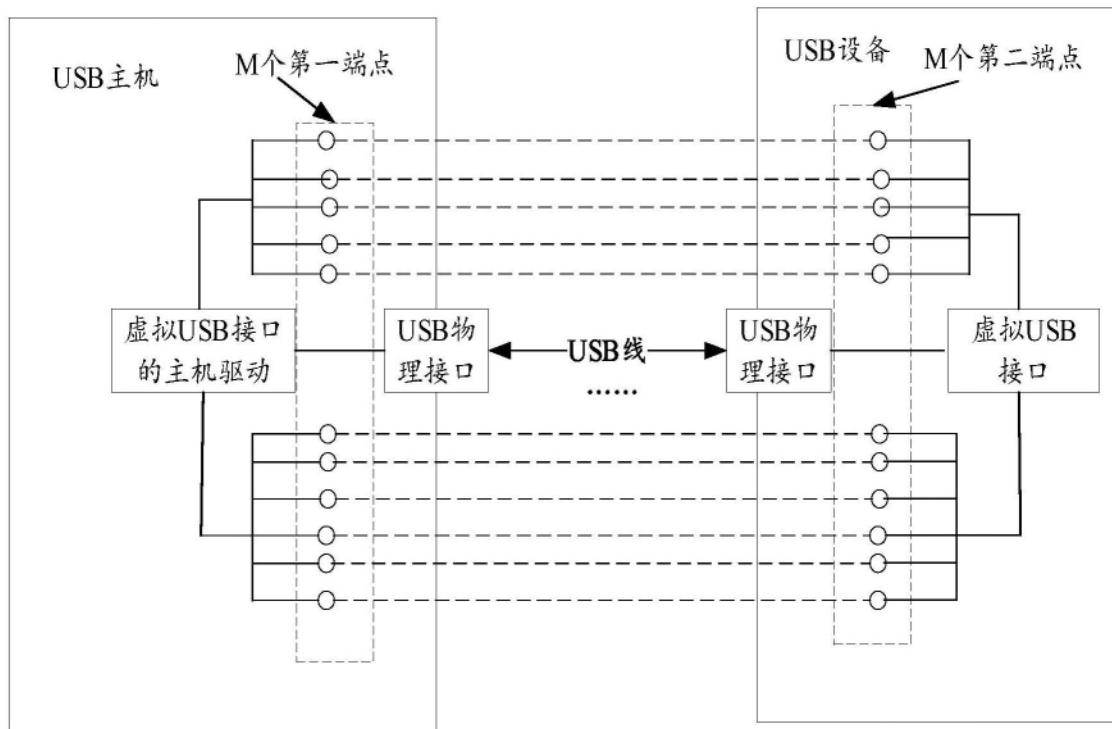 USB主机
M个第一端点
USB设备
M个第二端点
虚拟USB接口
的主机驱动
USB物
理接口
USB线
......
USB物
理接口
虚拟USB
接口